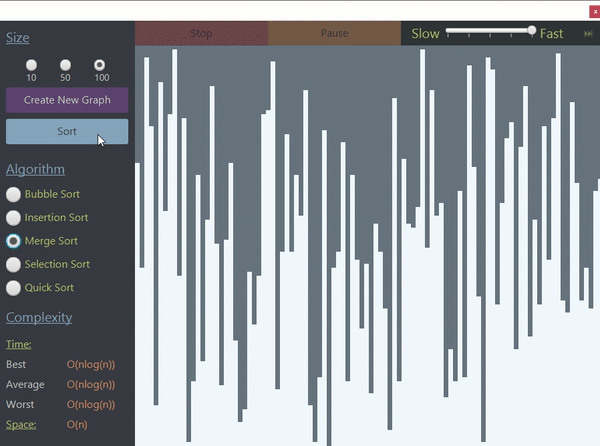 Size
10 50 100
Create New Graph
Sort
Algorithm
Bubble Sort
Insertion Sort
Merge Sort
Selection Sort
Quick Sort
Complexity
Time:
Best O(nlog(n))
Average O(nlog(n))
Worst O(nlog(n))
Space: O(n)
Stop Pause Slow Fast